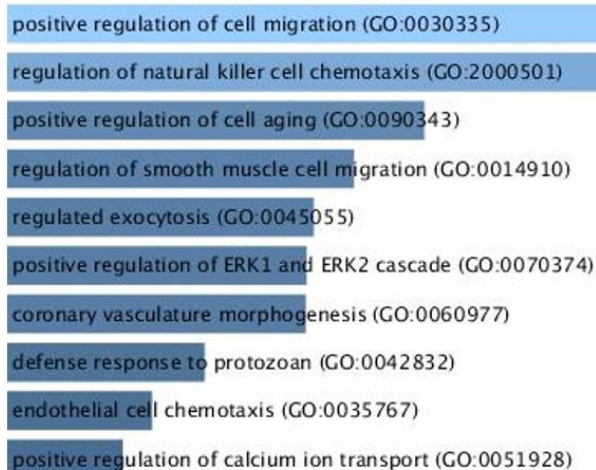 positive regulation of cell migration (GO:0030335)
regulation of natural killer cell chemotaxis (GO:2000501)
positive regulation of cell aging (GO:0090343)
regulation of smooth muscle cell migration (GO:0014910)
regulated exocytosis (GO:0045055)
positive regulation of ERK1 and ERK2 cascade (GO:0070374)
coronary vasculature morphogenesis (GO:0060977)
defense response to protozoan (GO:0042832)
endothelial cell chemotaxis (GO:0035767)
positive regulation of calcium ion transport (GO:0051928)